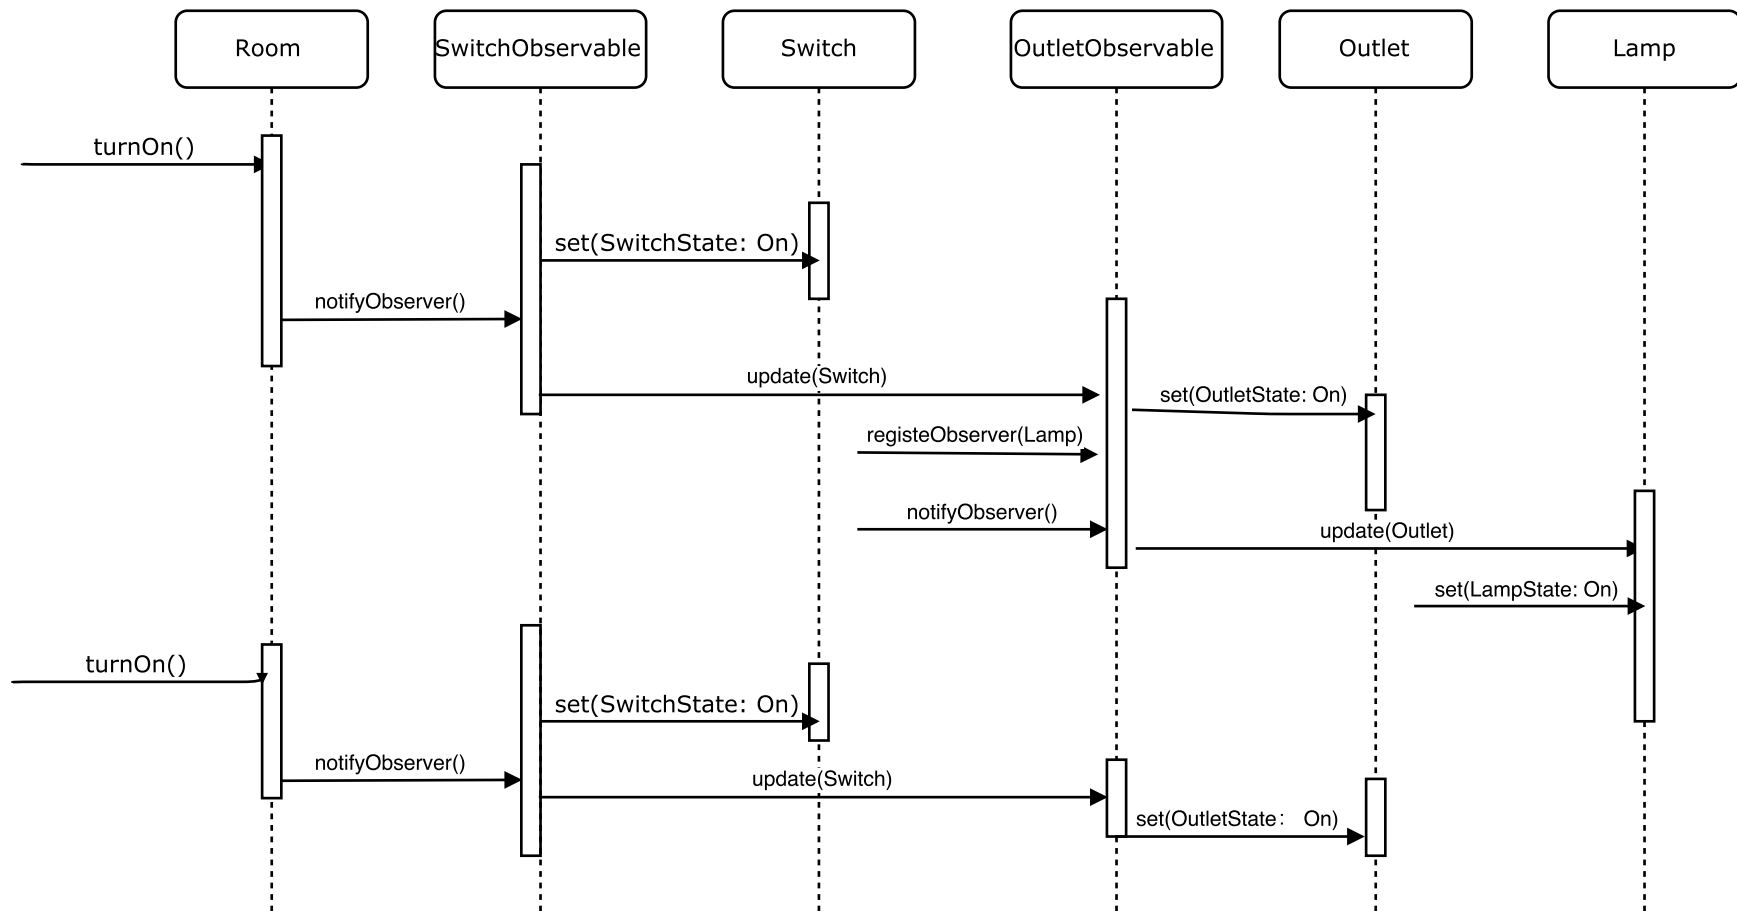 Room
SwitchObservable
Switch
OutletObservable
Outlet
Lamp
turnOn()
set(SwitchState: On)
notifyObserver()
update(Switch)
set(OutletState: On)
registeObserver(Lamp)
notifyObserver()
update(Outlet)
set(LampState: On)
turnOn()
set(SwitchState: On)
notifyObserver()
update(Switch)
set(OutletState: On)